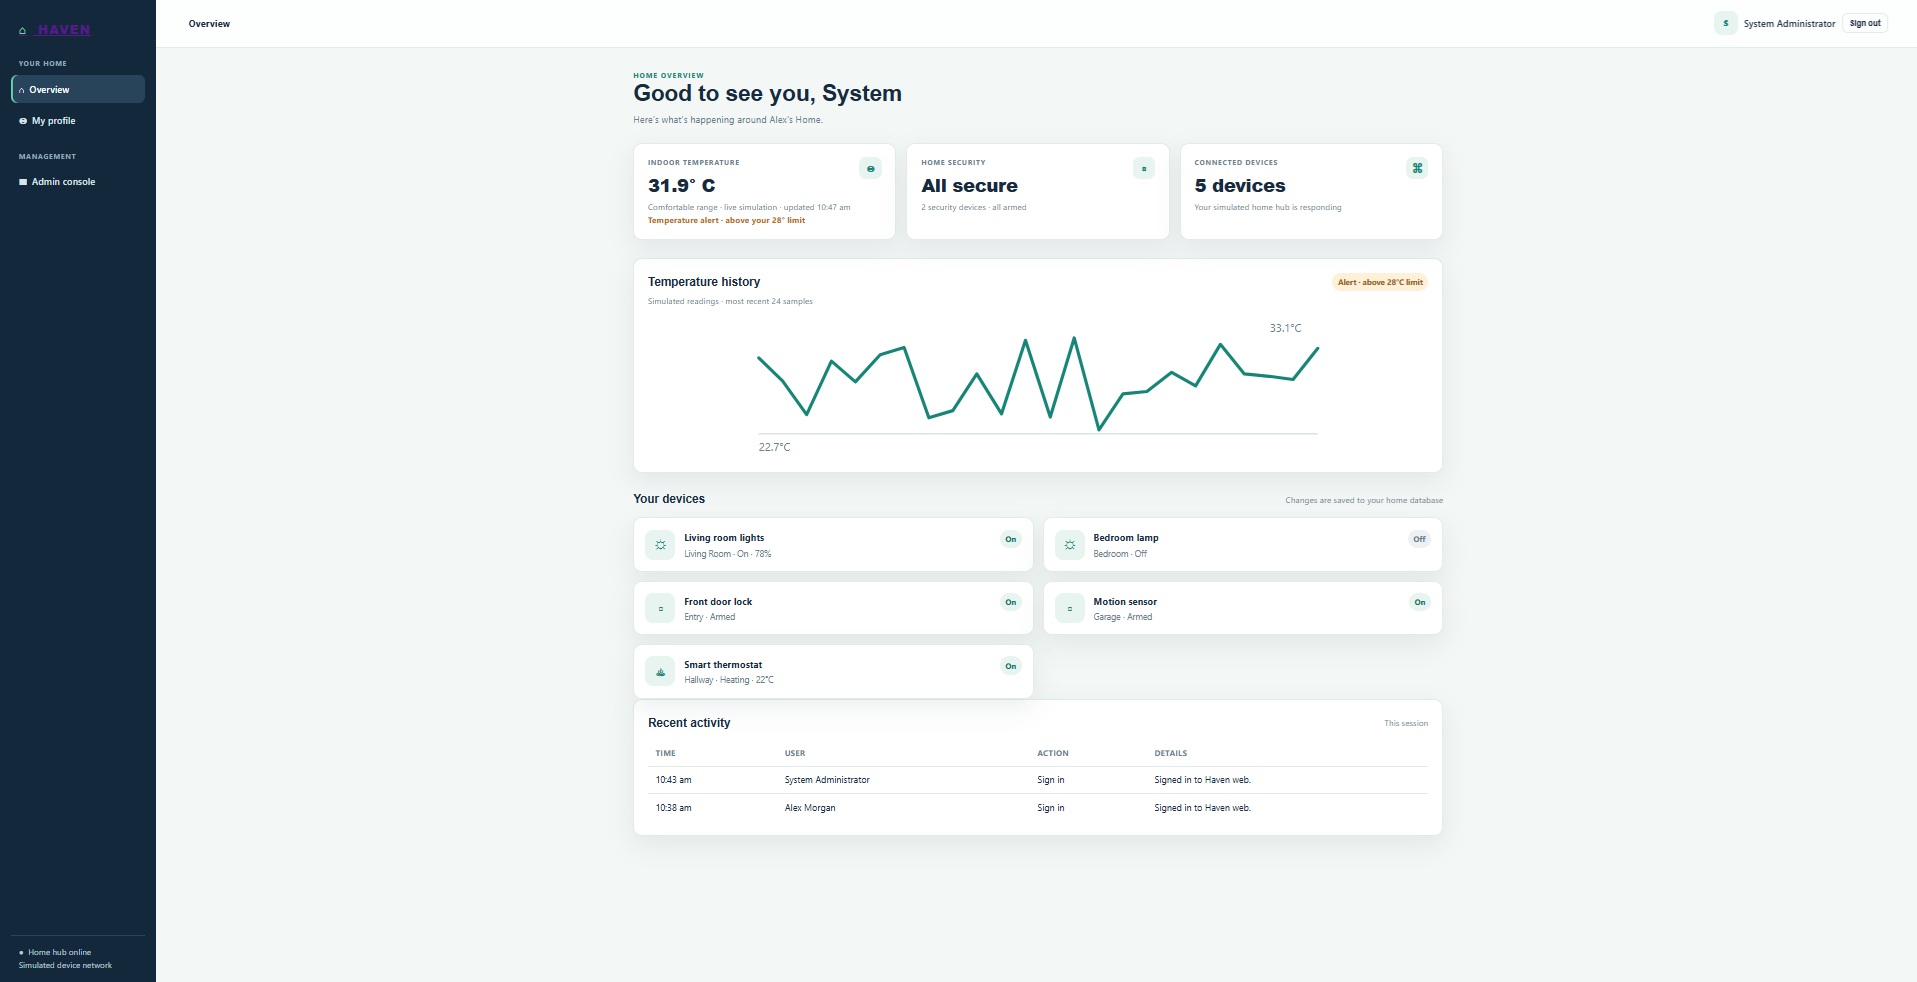 HAVEN
Overview
System Administrator
Sign out
YOUR HOME
Overview
My profile
MANAGEMENT
Admin console
HOME OVERVIEW
Good to see you, System
Here's what's happening around Alex's Home.
INDOOR TEMPERATURE
31.9° C
Comfortable range · live simulation · updated 10:47 am
Temperature alert · above your 28° limit
HOME SECURITY
All secure
2 security devices · all armed
CONNECTED DEVICES
5 devices
Your simulated home hub is responding
Temperature history
Alert · above 28°C limit
Simulated readings · most recent 24 samples
33.1°C
22.7°C
Your devices
Changes are saved to your home database
Living room lights
Living Room · On · 78%
On
Bedroom lamp
Bedroom · Off
Off
Front door lock
Entry · Armed
On
Motion sensor
Garage · Armed
On
Smart thermostat
Hallway · Heating · 22°C
On
Recent activity
This session
TIME USER ACTION DETAILS
10:43 am System Administrator Sign in Signed in to Haven web.
10:38 am Alex Morgan Sign in Signed in to Haven web.
Home hub online
Simulated device network